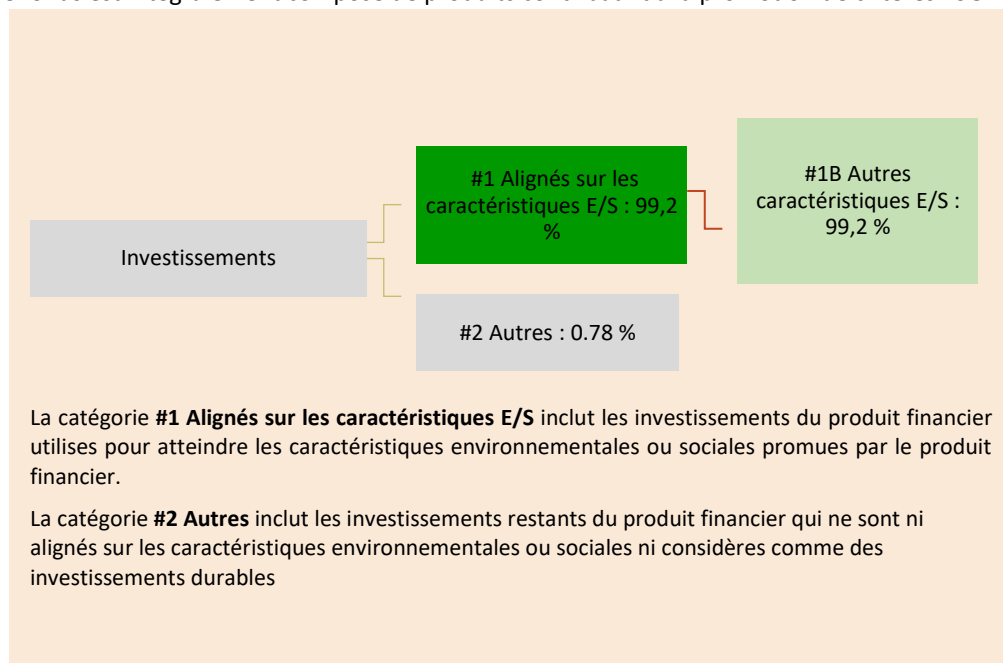 #1 Alignés sur les
caractéristiques E/S : 99,2
%
#1B Autres
caractéristiques E/S :
99,2 %
Investissements
#2 Autres : 0.78 %
La catégorie #1 Alignés sur les caractéristiques E/S inclut les investissements du produit financier
utilises pour atteindre les caractéristiques environnementales ou sociales promues par le produit
financier.
La catégorie #2 Autres inclut les investissements restants du produit financier qui ne sont ni
alignés sur les caractéristiques environnementales ou sociales ni considères comme des
investissements durables